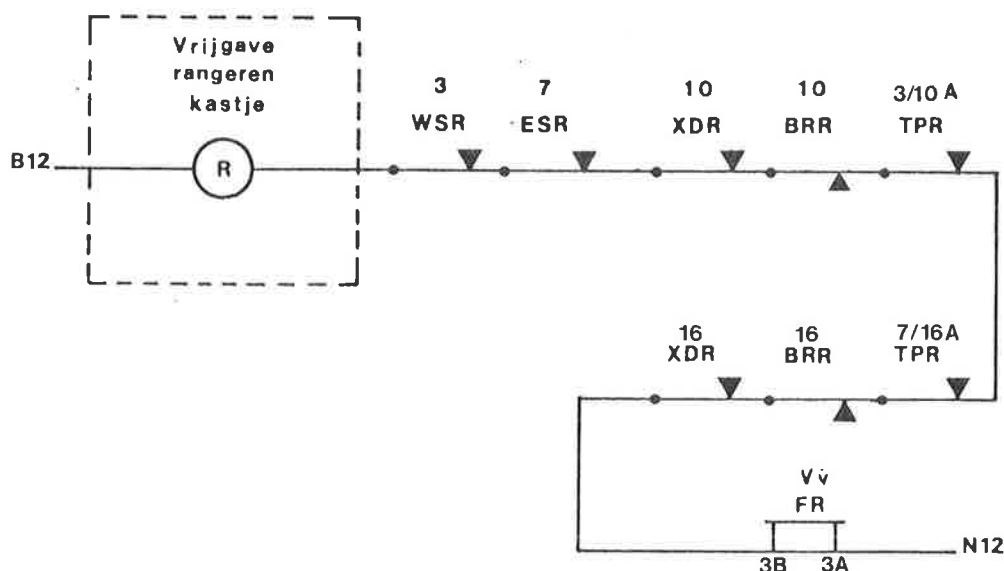 Vrijgave
rangeren
kastje
B12
R
3
WSR
7
ESR
10
XDR
10
BRR
3/10 A
TPR
16
XDR
16
BRR
7/16A
TPR
Vv
FR
3B
3A
N12